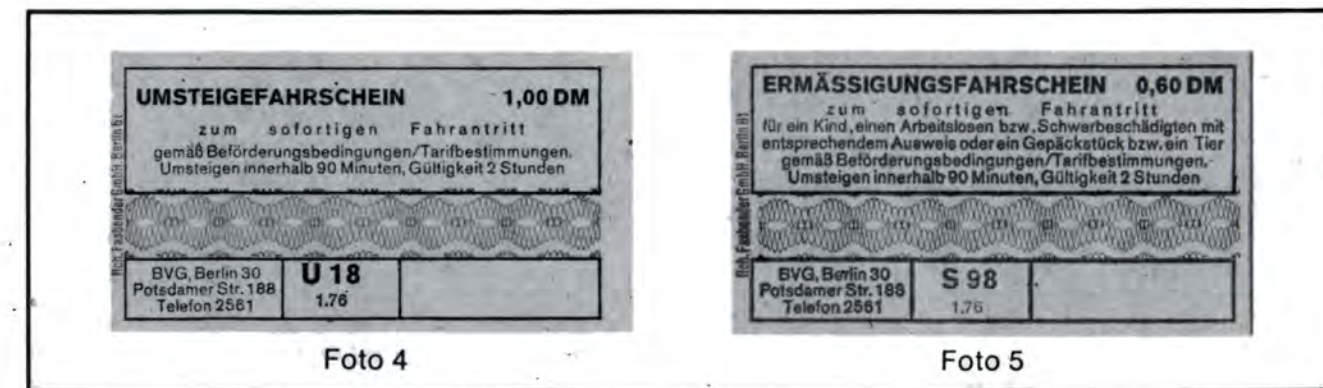 UMSTEIGEFAHRSCHEIN 1,00 DM
zum sofortigen Fahrantritt
gemäß Beförderungsbedingungen/Tarifbestimmungen.
Umsteigen innerhalb 90 Minuten, Gültigkeit 2 Stunden
Rich. Fasbender GmbH. Berlin 61
BVG, Berlin 30
Potsdamer Str. 188
Telefon 2561
U 18
1.76
Foto 4
ERMÄSSIGUNGSFAHRSCHEIN 0,60 DM
zum sofortigen Fahrantritt
für ein Kind, einen Arbeitslosen bzw. Schwerbeschädigten mit
entsprechendem Ausweis oder ein Gepäckstück bzw. ein Tier
gemäß Beförderungsbedingungen/Tarifbestimmungen.
Umsteigen innerhalb 90 Minuten, Gültigkeit 2 Stunden
Rich. Fasbender GmbH. Berlin 61
BVG, Berlin 30
Potsdamer Str. 188
Telefon 2561
S 98
1.76
Foto 5